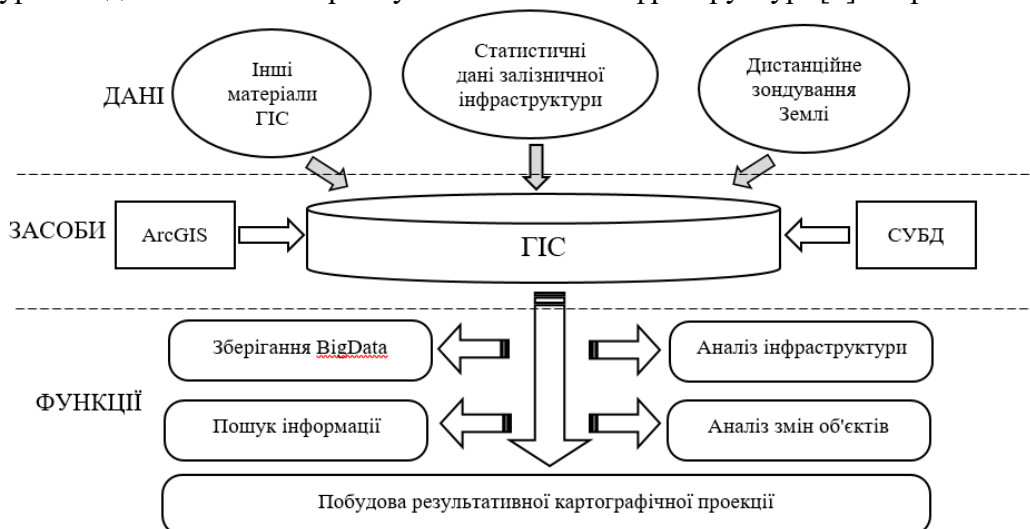 ДАНІ
Інші
матеріали
ГІС
Статистичні
дані залізничної
інфраструктури
Дистанційне
зондування
Землі
ЗАСОБИ
ArcGIS
ГІС
СУБД
ФУНКЦІЇ
Зберігання BigData
Аналіз інфраструктури
Пошук інформації
Аналіз змін об'єктів
Побудова результативної картографічної проекції